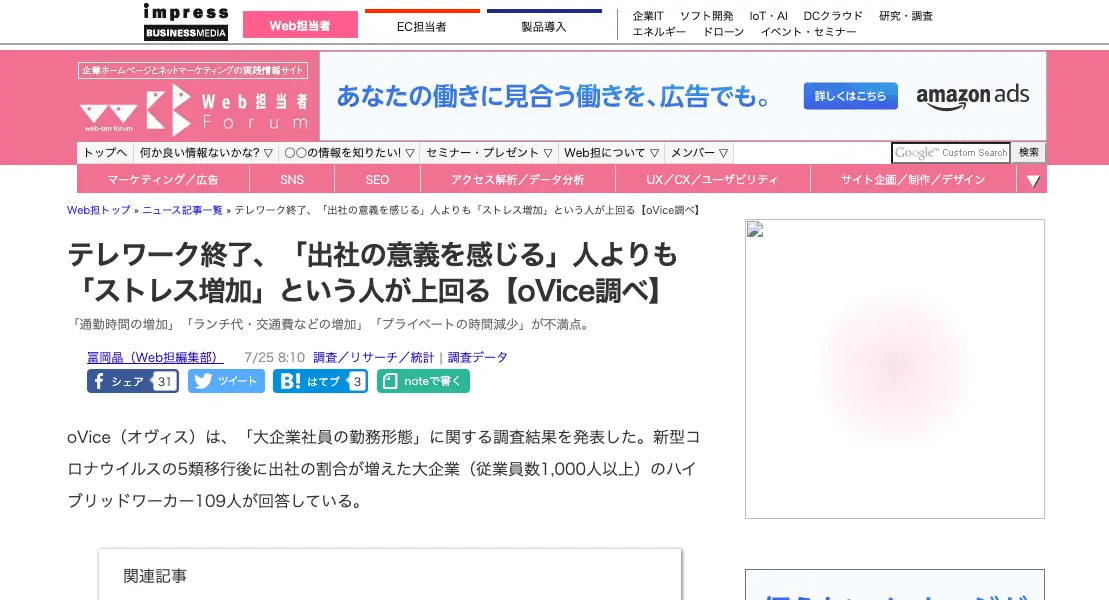 impress
BUSINESSMEDIA
Web担当者
EC担当者
製品導入
企業IT ソフト開発 IoT・AI DCクラウド 研究・調査
エネルギー ドローン イベント・セミナー
企業ホームページとネットマーケティングの実践情報サイト
web-tan forum
Web担当者
Forum
あなたの働きに見合う働きを、広告でも。
詳しくはこちら
amazon ads
トップへ 何か良い情報ないかな? ▽ 〇〇の情報を知りたい! ▽ セミナー・プレゼント ▽ Web担について ▽ メンバー ▽
Google™ Custom Search 検索
マーケティング／広告 SNS SEO アクセス解析／データ分析 UX／CX／ユーザビリティ サイト企画／制作／デザイン ▼
Web担トップ » ニュース記事一覧 » テレワーク終了、「出社の意義を感じる」人よりも「ストレス増加」という人が上回る【oVice調べ】
テレワーク終了、「出社の意義を感じる」人よりも
「ストレス増加」という人が上回る【oVice調べ】
「通勤時間の増加」「ランチ代・交通費などの増加」「プライベートの時間減少」が不満点。
冨岡晶（Web担編集部） 7/25 8:10 調査／リサーチ／統計 | 調査データ
シェア 31 ツイート B! はてブ 3 noteで書く
oVice（オヴィス）は、「大企業社員の勤務形態」に関する調査結果を発表した。新型コ
ロナウイルスの5類移行後に出社の割合が増えた大企業（従業員数1,000人以上）のハイ
ブリッドワーカー109人が回答している。
関連記事